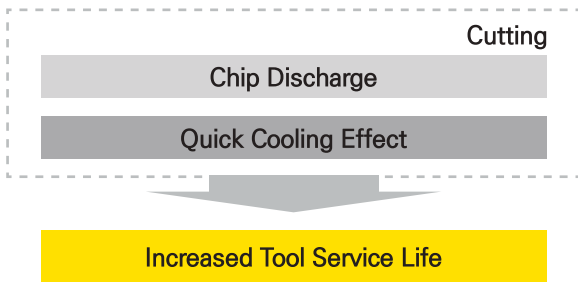 Cutting
Chip Discharge
Quick Cooling Effect
Increased Tool Service Life